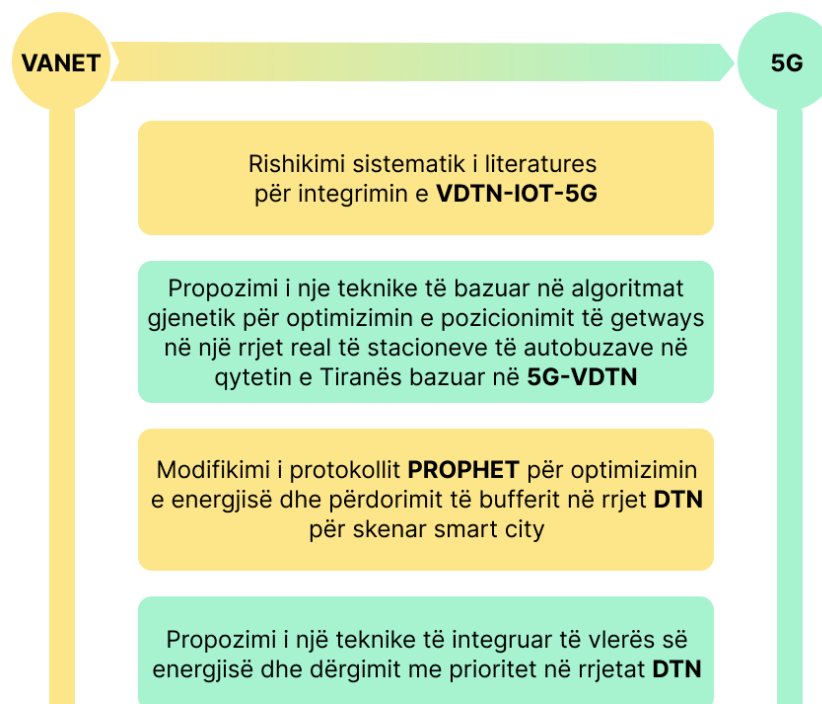 VANET
5G
Rishikimi sistematik i literatures
për integrimin e VDTN-IOT-5G
Propozimi i nje teknike të bazuar në algoritmat
gjenetik për optimizimin e pozicionimit të getways
në një rrjet real të stacioneve të autobuzave në
qytetin e Tiranës bazuar në 5G-VDTN
Modifikimi i protokollit PROPHET për optimizimin
e energjisë dhe përdorimit të bufferit në rrjet DTN
për skenar smart city
Propozimi i një teknike të integruar të vlerës së
energjisë dhe dërgimit me prioritet në rrjetat DTN